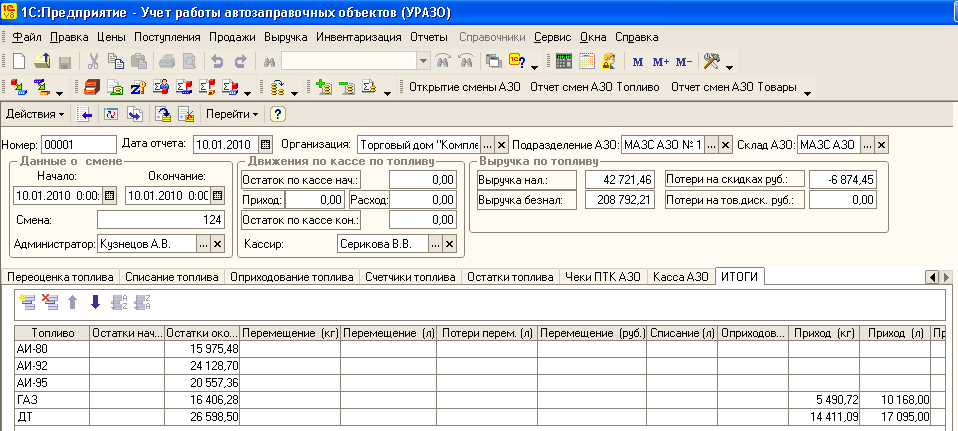 1С:Предприятие - Учет работы автозаправочных объектов (УРАЗО)
Файл Правка Цены Поступления Продажи Выручка Инвентаризация Отчеты Справочники Сервис Окна Справка
M M+ M-
Открытие смены АЗО Отчет смен АЗО Топливо Отчет смен АЗО Товары
Действия Перейти
Номер: 00001 Дата отчета: 10.01.2010 Организация: Торговый дом "Компле Подразделение АЗО: МАЗС АЗО № 1 Склад АЗО: МАЗС АЗО
Данные о смене Движения по кассе по топливу Выручка по топливу
Начало: Окончание: Остаток по кассе нач.: 0,00 Выручка нал.: 42 721,46 Потери на скидках руб.: -6 874,45
10.01.2010 0:00: 10.01.2010 0:00 Приход: 0,00 Расход: 0,00 Выручка безнал: 208 792,21 Потери на тов.диск. руб.: 0,00
Смена: 124 Остаток по кассе кон.: 0,00
Администратор: Кузнецов А.В. ... Кассир: Серикова В.В. ...
Переоценка топлива Списание топлива Оприходование топлива Счетчики топлива Остатки топлива Чеки ПТК АЗО Касса АЗО ИТОГИ
Топливо Остатки нач... Остатки око... Перемещение (кг) Перемещение (л) Потери перем. (л) Перемещение (руб.) Списание (л) Оприходов... Приход (кг) Приход (л) Пр
АИ-80 15 975,48
АИ-92 24 128,70
АИ-95 20 557,36
ГАЗ 16 406,28 5 490,72 10 168,00
ДТ 26 598,50 14 411,09 17 095,00